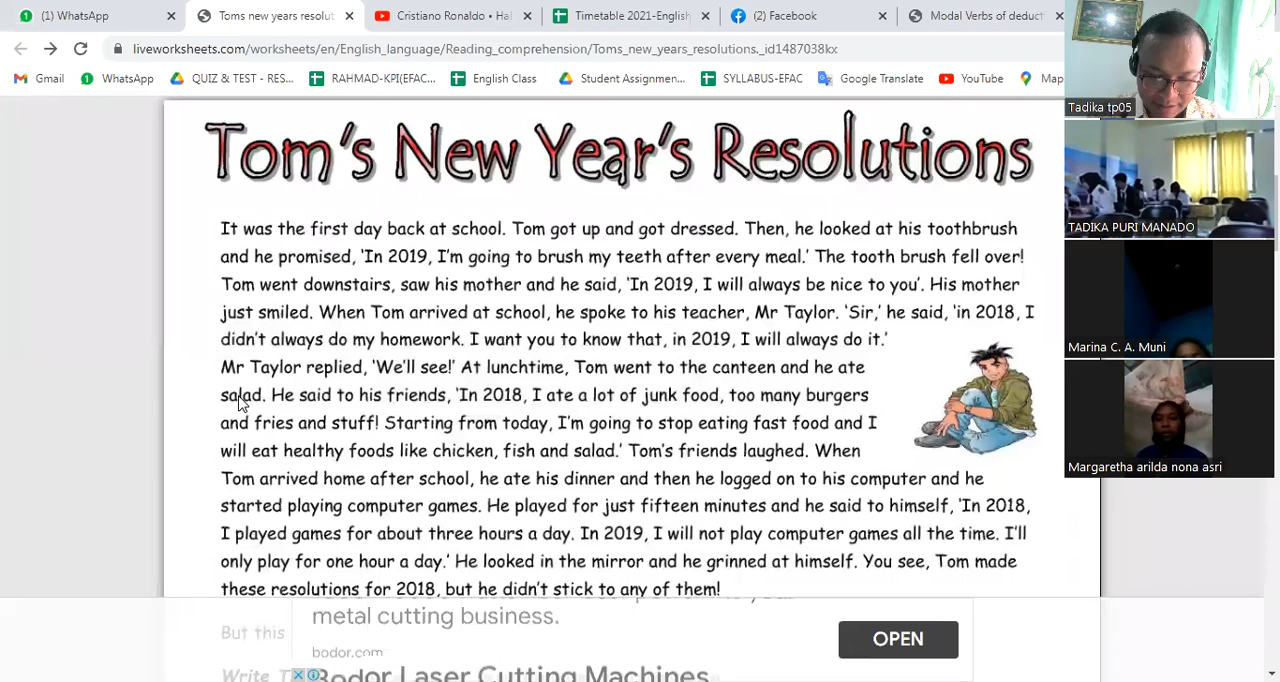 (1) WhatsApp
Toms new years resolut
Cristiano Ronaldo • Hal
Timetable 2021-English
(2) Facebook
Modal Verbs of deduct
liveworksheets.com/worksheets/en/English_language/Reading_comprehension/Toms_new_years_resolutions._id1487038kx
Gmail
WhatsApp
QUIZ & TEST - RES...
RAHMAD-KPI(EFAC...
English Class
Student Assignmen...
SYLLABUS-EFAC
Google Translate
YouTube
Map
Tom's New Year's Resolutions
It was the first day back at school. Tom got up and got dressed. Then, he looked at his toothbrush
and he promised, 'In 2019, I'm going to brush my teeth after every meal.' The tooth brush fell over!
Tom went downstairs, saw his mother and he said, 'In 2019, I will always be nice to you'. His mother
just smiled. When Tom arrived at school, he spoke to his teacher, Mr Taylor. 'Sir,' he said, 'in 2018, I
didn't always do my homework. I want you to know that, in 2019, I will always do it.'
Mr Taylor replied, 'We'll see!' At lunchtime, Tom went to the canteen and he ate
salad. He said to his friends, 'In 2018, I ate a lot of junk food, too many burgers
and fries and stuff! Starting from today, I'm going to stop eating fast food and I
will eat healthy foods like chicken, fish and salad.' Tom's friends laughed. When
Tom arrived home after school, he ate his dinner and then he logged on to his computer and he
started playing computer games. He played for just fifteen minutes and he said to himself, 'In 2018,
I played games for about three hours a day. In 2019, I will not play computer games all the time. I'll
only play for one hour a day.' He looked in the mirror and he grinned at himself. You see, Tom made
these resolutions for 2018, but he didn't stick to any of them!
But this
Write T
metal cutting business.
bodor.com
OPEN
Bodor Laser Cutting Machines
Tadika tp05
TADIKA PURI MANADO
Marina C. A. Muni
Margaretha arilda nona asri